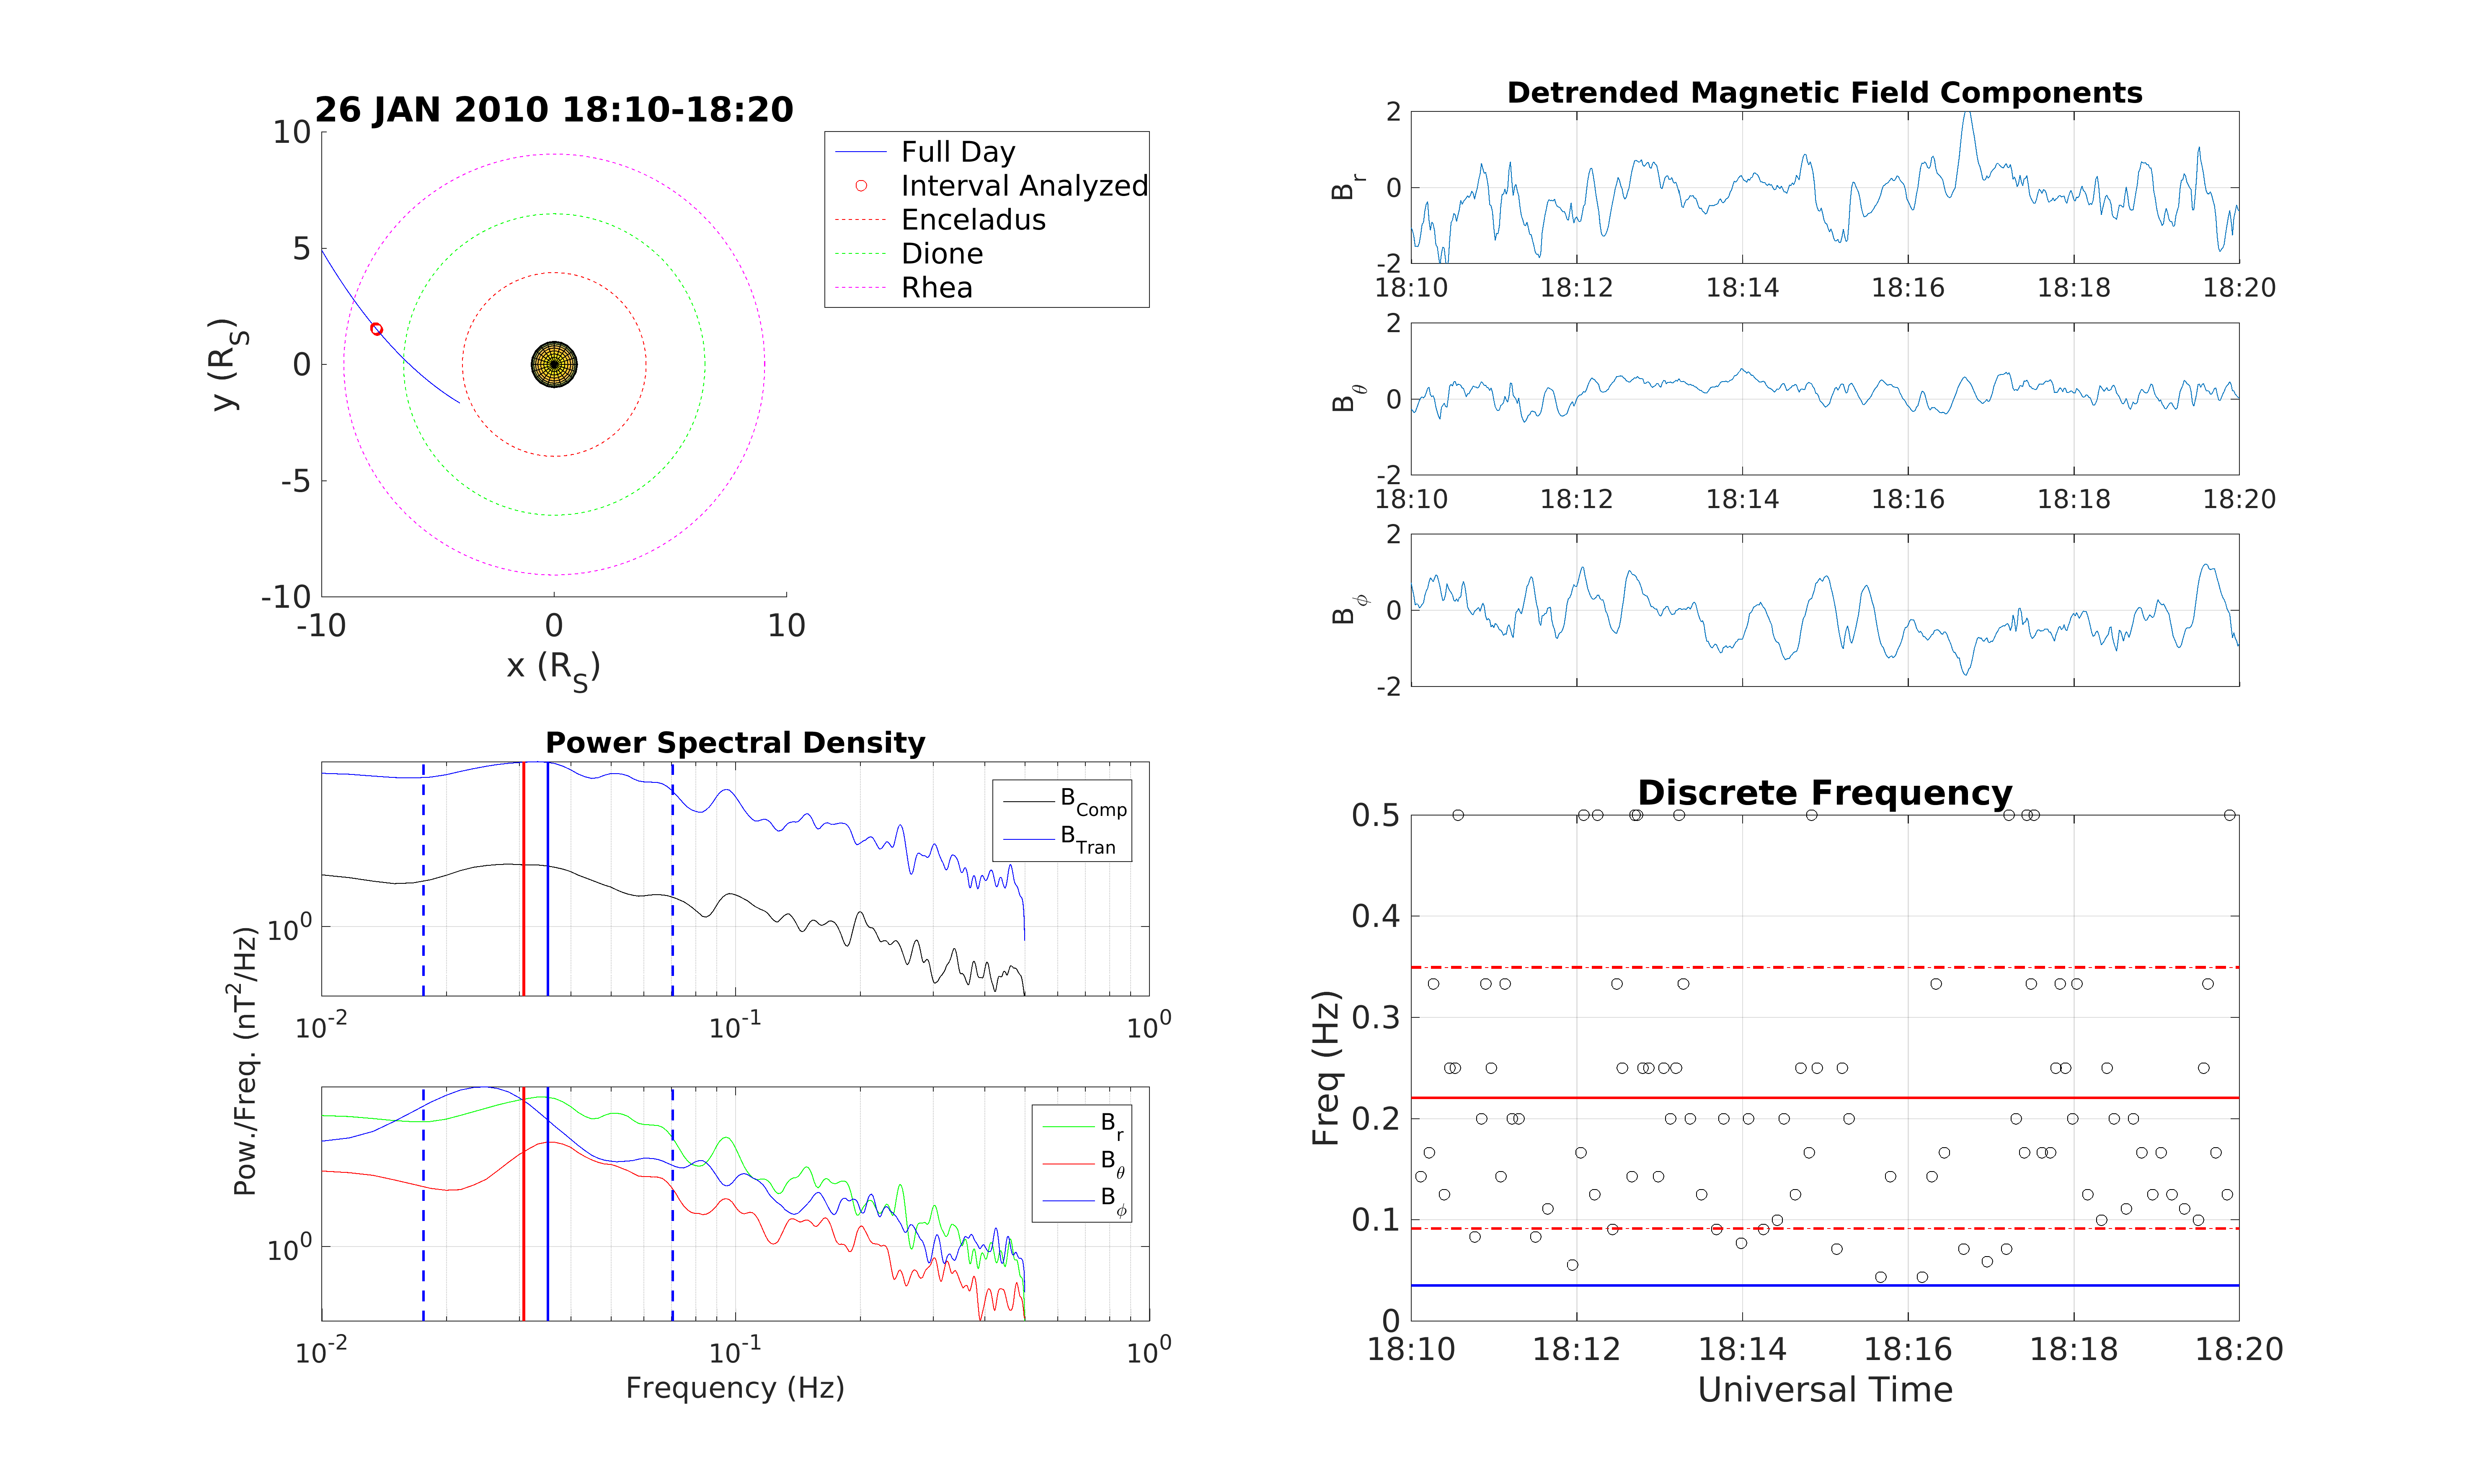 26 JAN 2010 18:10-18:20
10
5
0
-5
-10
y (R_S)
-10 0 10
x (R_S)
Full Day
Interval Analyzed
Enceladus
Dione
Rhea
Detrended Magnetic Field Components
2
0
-2
B_r
18:10 18:12 18:14 18:16 18:18 18:20
2
0
-2
B_θ
18:10 18:12 18:14 18:16 18:18 18:20
2
0
-2
B_ϕ
Power Spectral Density
B_Comp
B_Tran
10^0
10^-2 10^-1 10^0
Pow./Freq. (nT^2/Hz)
B_r
B_θ
B_ϕ
10^0
10^-2 10^-1 10^0
Frequency (Hz)
Discrete Frequency
0.5
0.4
0.3
0.2
0.1
0
Freq (Hz)
18:10 18:12 18:14 18:16 18:18 18:20
Universal Time